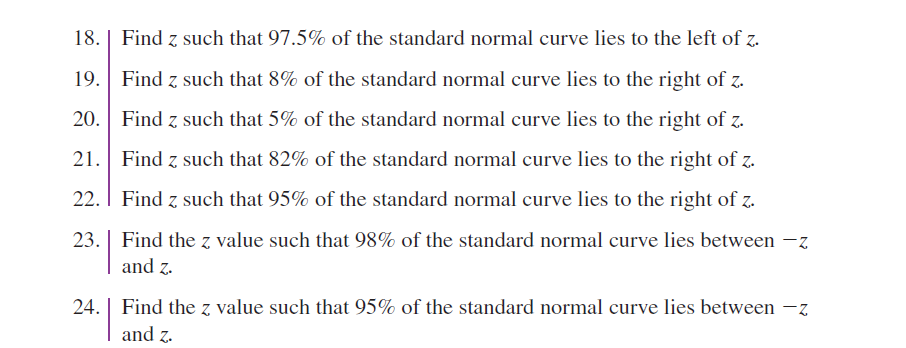 18. Find z such that 97.5% of the standard normal curve lies to the left of z.
19. Find z such that 8% of the standard normal curve lies to the right of z.
20. Find z such that 5% of the standard normal curve lies to the right of z.
21. Find z such that 82% of the standard normal curve lies to the right of z.
22. Find z such that 95% of the standard normal curve lies to the right of z.
23. Find the z value such that 98% of the standard normal curve lies between −z
and z.
24. Find the z value such that 95% of the standard normal curve lies between −z
and z.